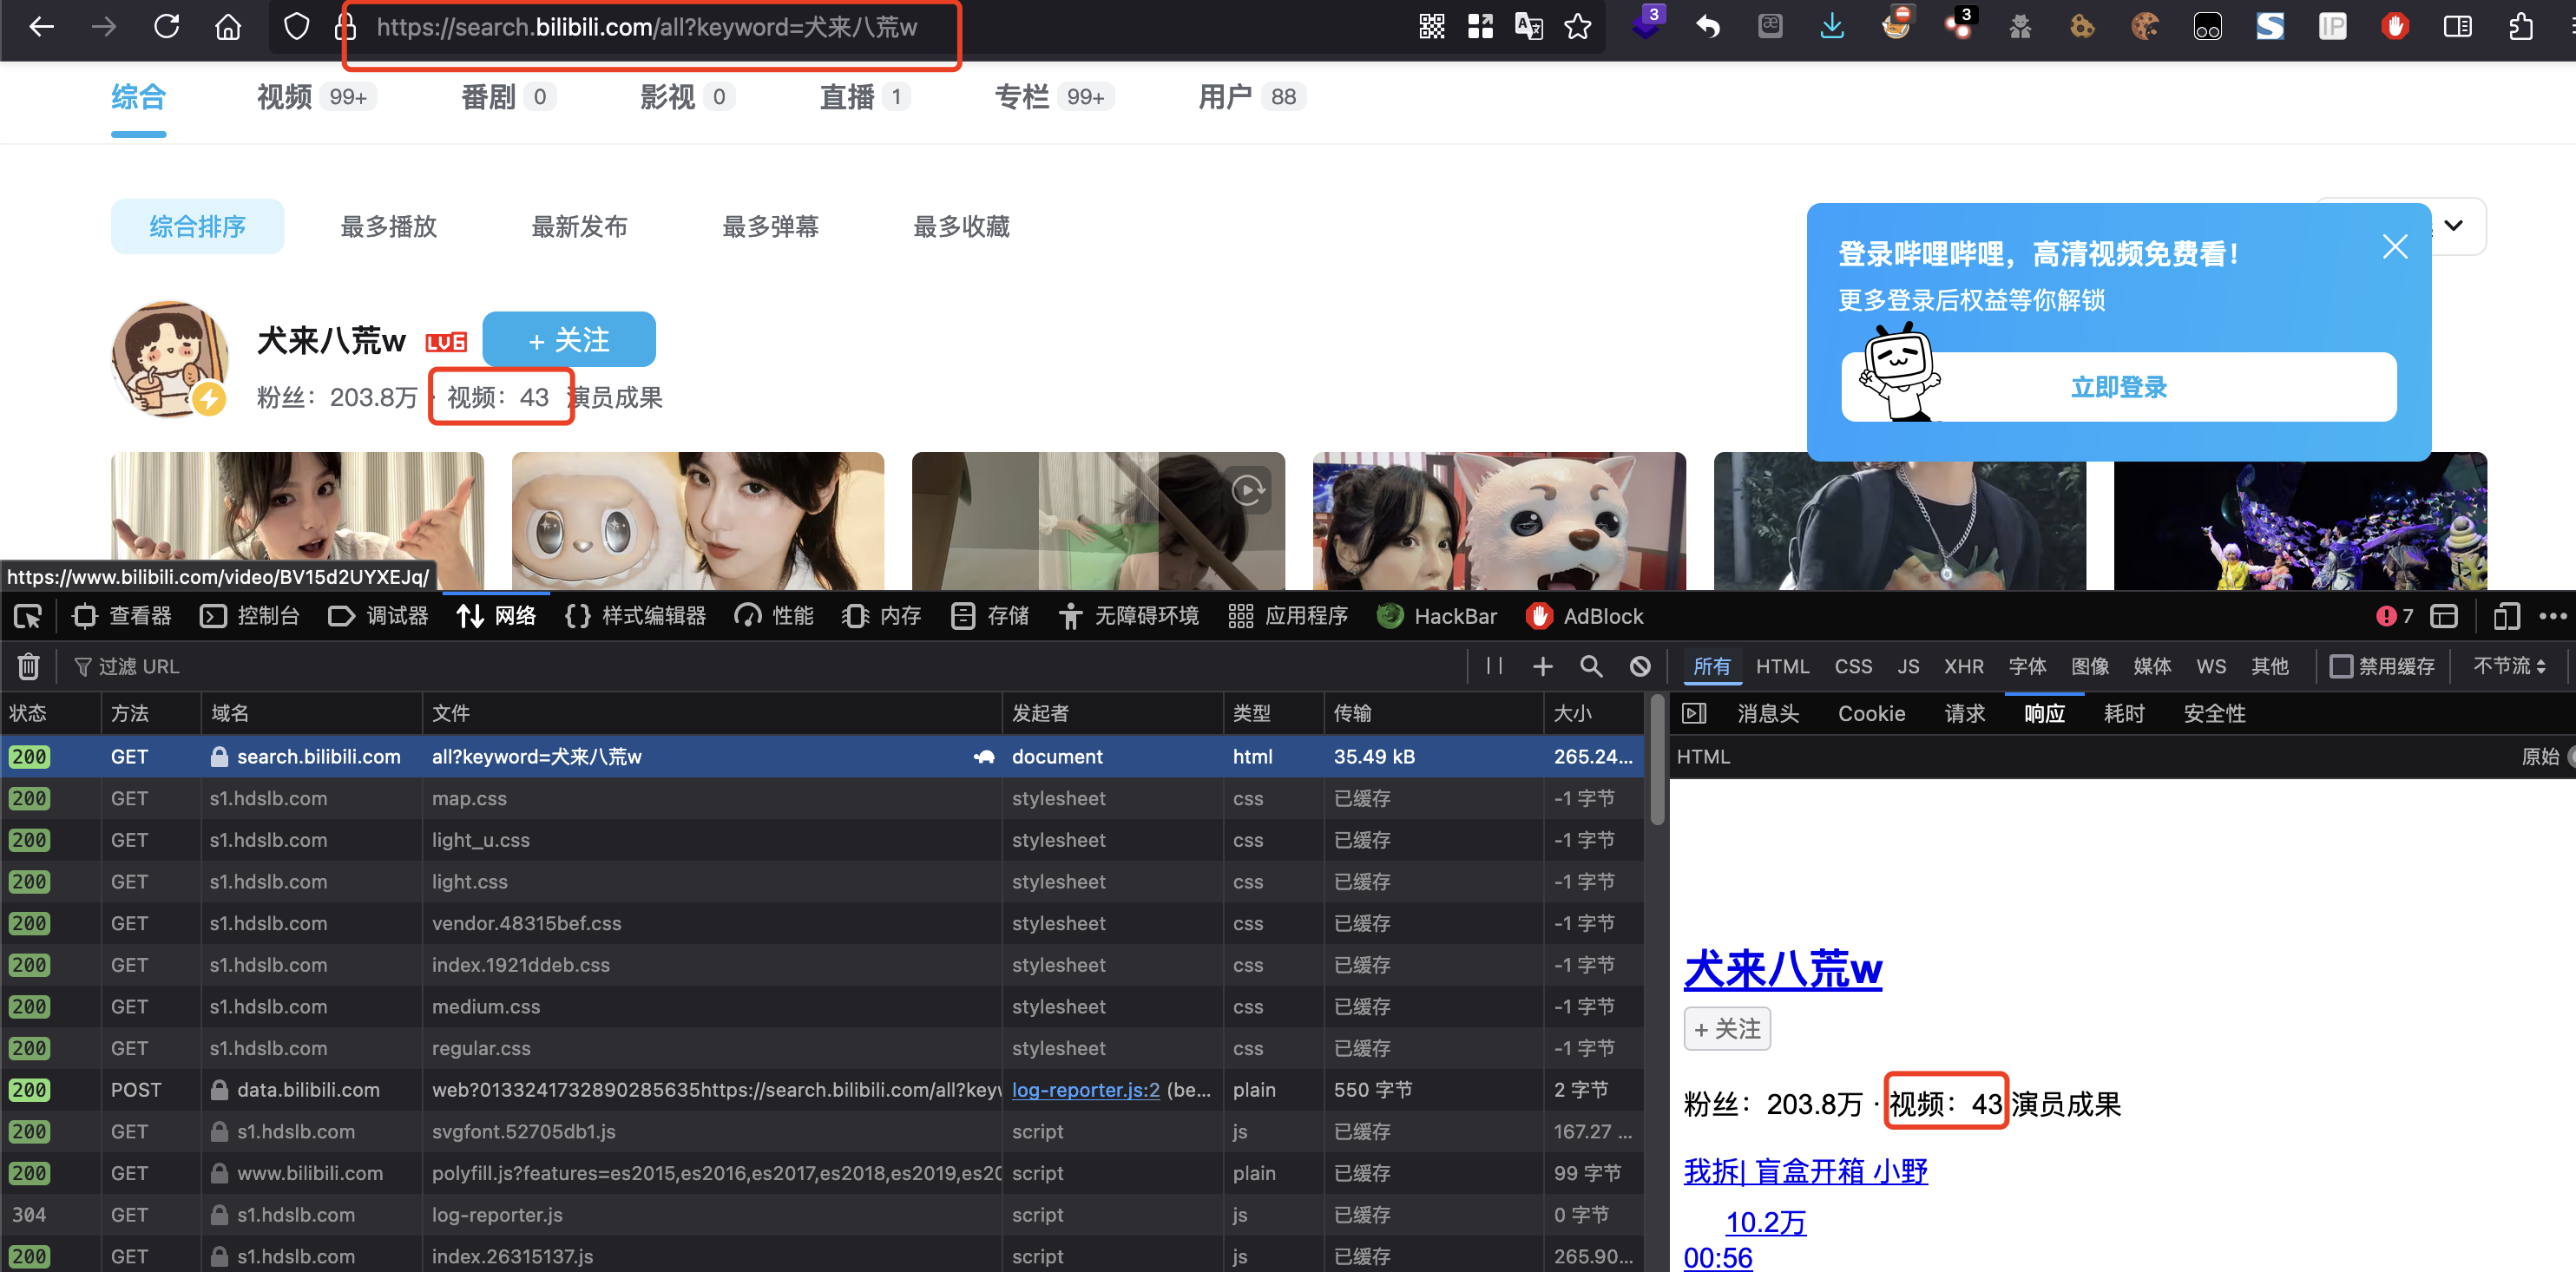 https://search.bilibili.com/all?keyword=犬来八荒w
3
3
IP
综合 视频 99+ 番剧 0 影视 0 直播 1 专栏 99+ 用户 88
综合排序 最多播放 最新发布 最多弹幕 最多收藏
登录哔哩哔哩，高清视频免费看！
更多登录后权益等你解锁
立即登录
犬来八荒w LV6 + 关注
粉丝：203.8万 · 视频：43 演员成果
https://www.bilibili.com/video/BV15d2UYXEJq/
查看器 控制台 调试器 网络 样式编辑器 性能 内存 存储 无障碍环境 应用程序 HackBar AdBlock 7
过滤 URL
所有 HTML CSS JS XHR 字体 图像 媒体 WS 其他 禁用缓存 不节流
状态 方法 域名 文件 发起者 类型 传输 大小
消息头 Cookie 请求 响应 耗时 安全性
HTML 原始
200 GET search.bilibili.com all?keyword=犬来八荒w document html 35.49 kB 265.24...
200 GET s1.hdslb.com map.css stylesheet css 已缓存 -1 字节
200 GET s1.hdslb.com light_u.css stylesheet css 已缓存 -1 字节
200 GET s1.hdslb.com light.css stylesheet css 已缓存 -1 字节
200 GET s1.hdslb.com vendor.48315bef.css stylesheet css 已缓存 -1 字节
200 GET s1.hdslb.com index.1921ddeb.css stylesheet css 已缓存 -1 字节
200 GET s1.hdslb.com medium.css stylesheet css 已缓存 -1 字节
200 GET s1.hdslb.com regular.css stylesheet css 已缓存 -1 字节
200 POST data.bilibili.com web?0133241732890285635https://search.bilibili.com/all?keyw log-reporter.js:2 (be... plain 550 字节 2 字节
200 GET s1.hdslb.com svgfont.52705db1.js script js 已缓存 167.27 ...
200 GET www.bilibili.com polyfill.js?features=es2015,es2016,es2017,es2018,es2019,es20 script plain 已缓存 99 字节
304 GET s1.hdslb.com log-reporter.js script js 已缓存 0 字节
200 GET s1.hdslb.com index.26315137.js script js 已缓存 265.90...
犬来八荒w
+ 关注
粉丝：203.8万 · 视频：43 演员成果
我拆| 盲盒开箱 小野
10.2万
00:56